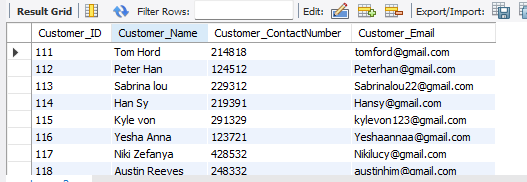 Result Grid Filter Rows: Edit: Export/Import:
Customer_ID Customer_Name Customer_ContactNumber Customer_Email
111 Tom Hord 214818 tomford@gmail.com
112 Peter Han 124512 Peterhan@gmail.com
113 Sabrina lou 229312 Sabrinalou22@gmail.com
114 Han Sy 219391 Hansy@gmail.com
115 Kyle von 291329 kylevon123@gmail.com
116 Yesha Anna 123721 Yeshaannaa@gmail.com
117 Niki Zefanya 428532 Nikilucy@gmail.com
118 Austin Reeves 248332 austinhim@gmail.com